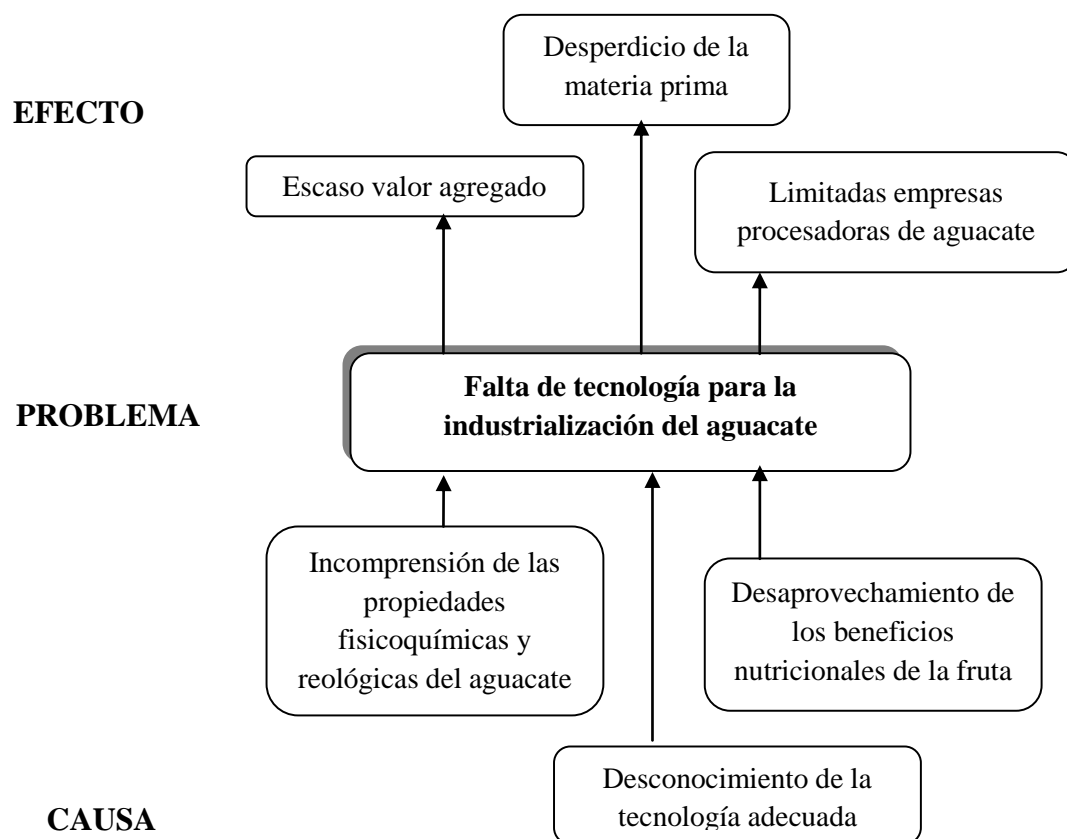 Desperdicio de la
materia prima
EFECTO
Escaso valor agregado
Limitadas empresas
procesadoras de aguacate
Falta de tecnología para la
industrialización del aguacate
PROBLEMA
Incomprensión de las
propiedades
fisicoquímicas y
reológicas del aguacate
Desaprovechamiento de
los beneficios
nutricionales de la fruta
Desconocimiento de la
tecnología adecuada
CAUSA